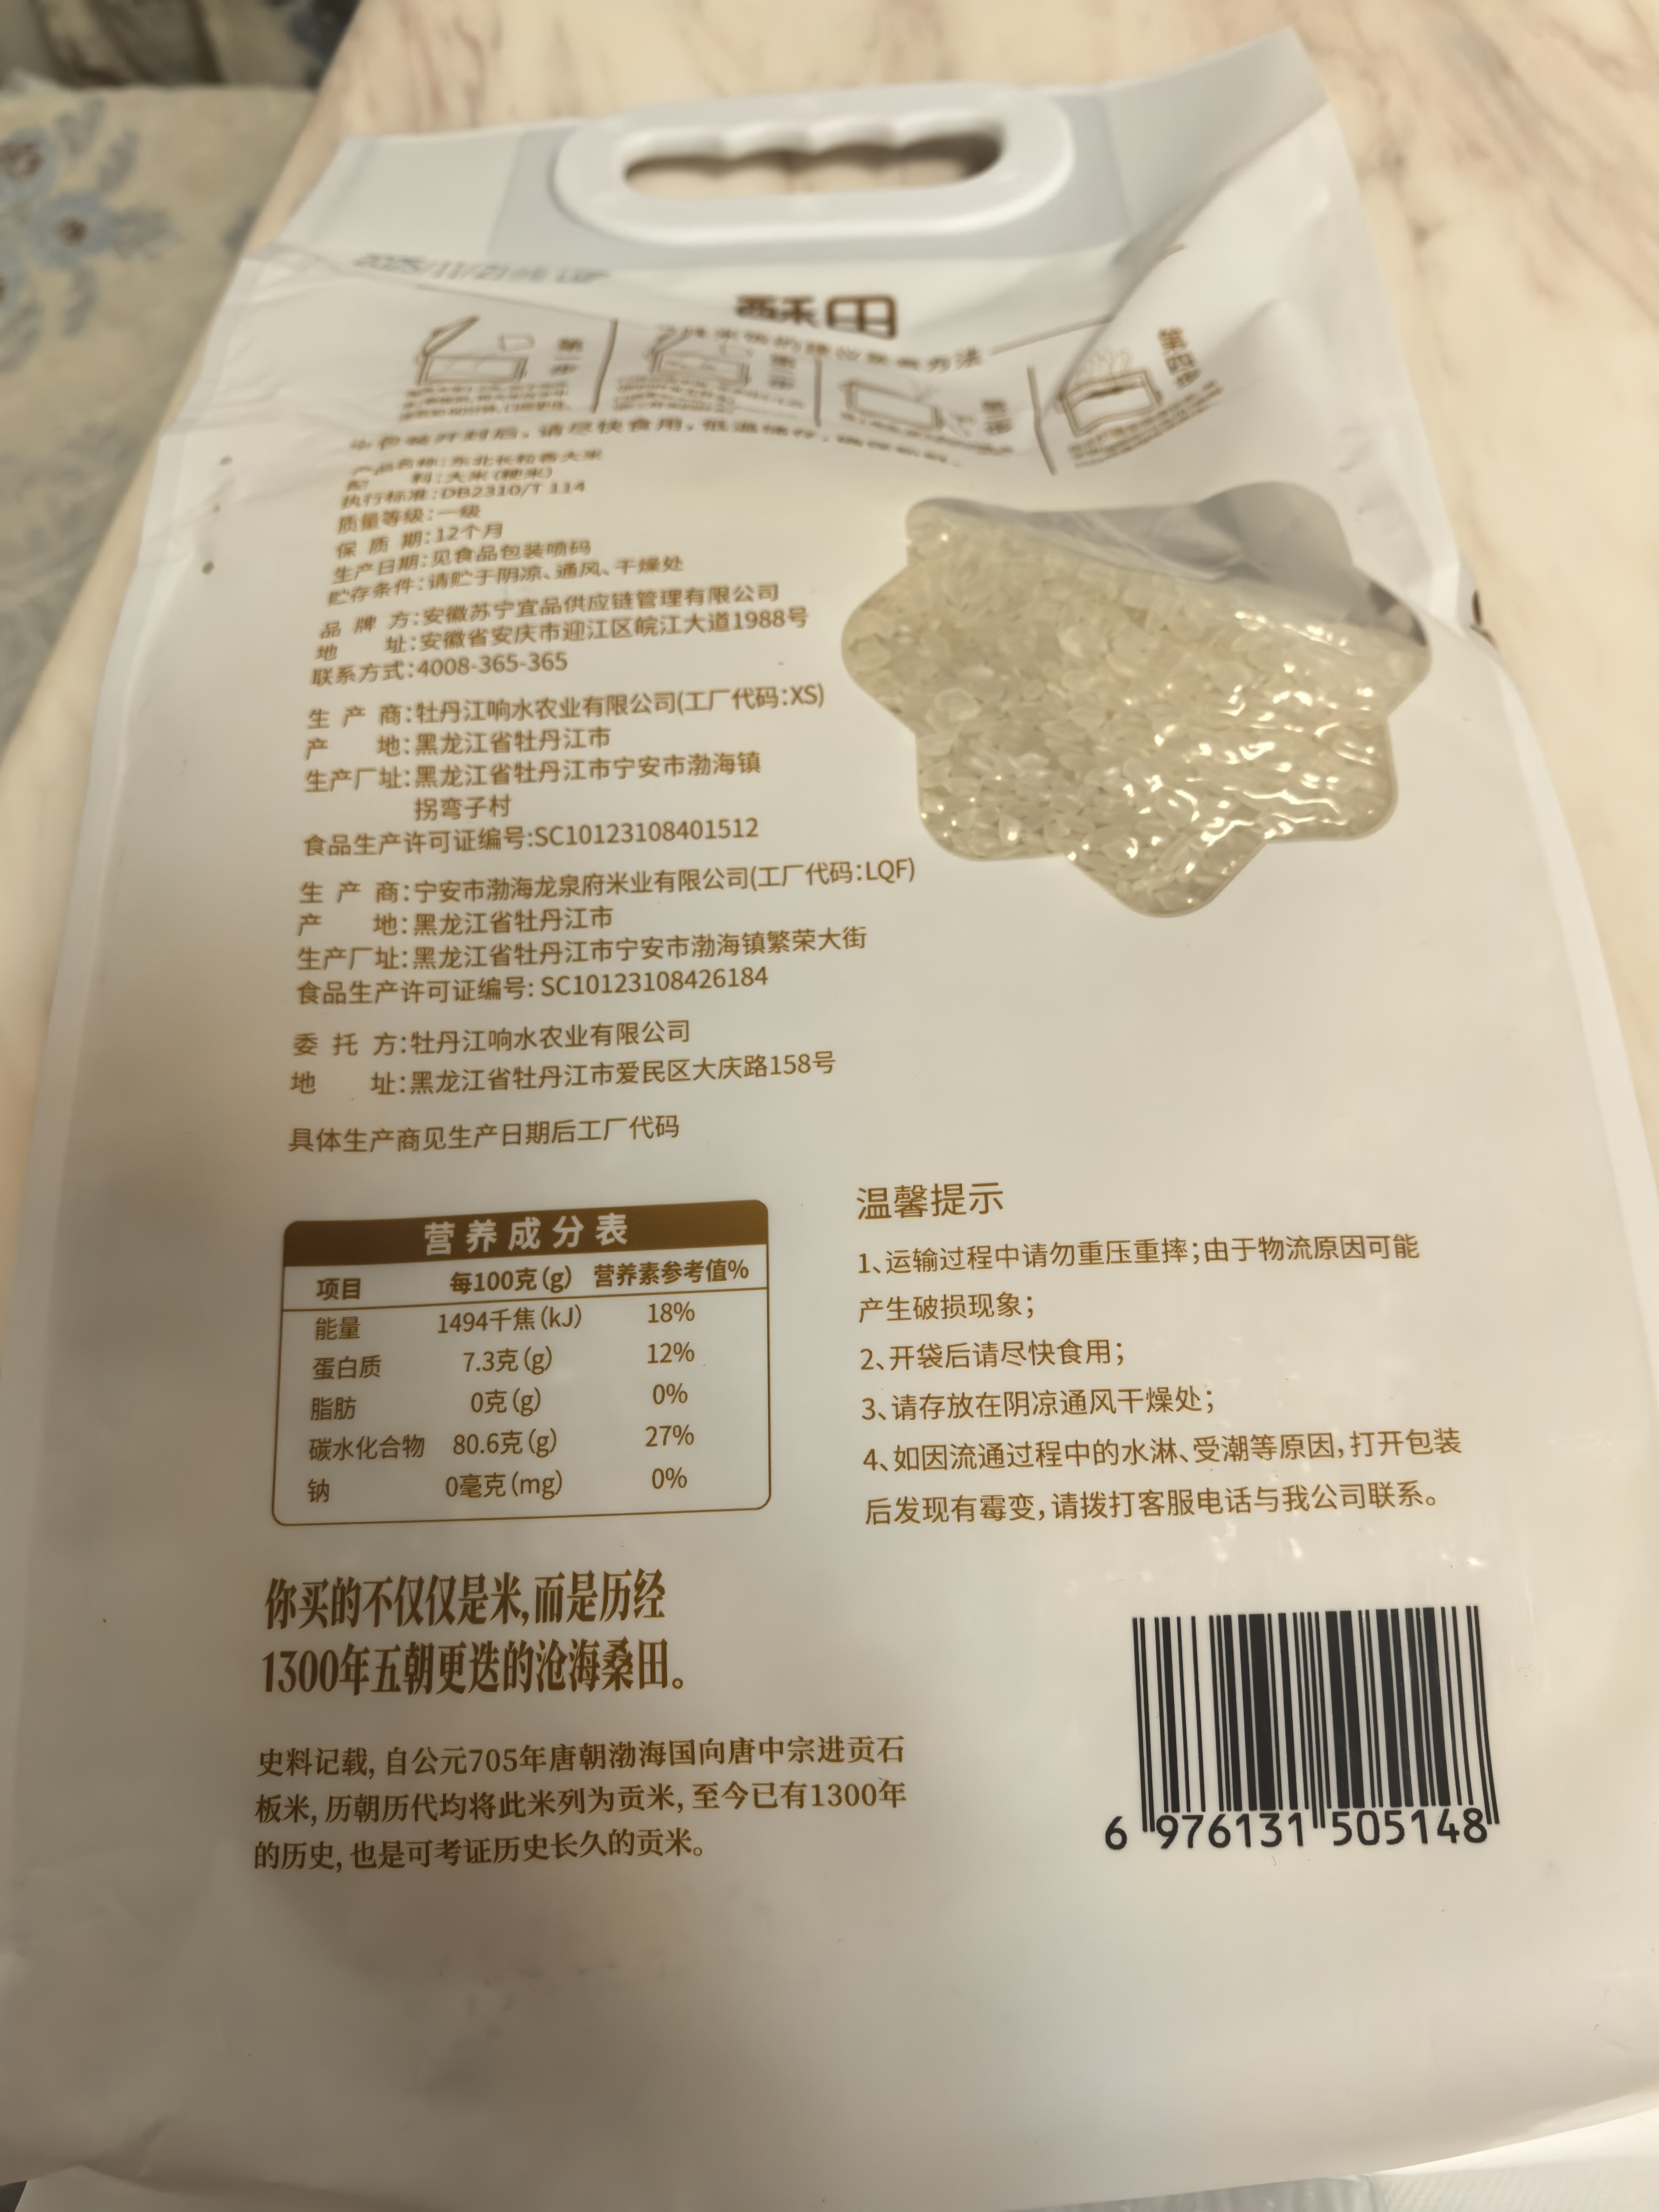 2025/11/21
酥田
第一步
第四步
产品名称：东北长粒香大米
配 料：大米（粳米）
执行标准：DB2310/T 114
质量等级：一级
保 质 期：12个月
生产日期：见食品包装喷码
贮存条件：请贮于阴凉、通风、干燥处
品 牌 方：安徽苏宁宜品供应链管理有限公司
地 址：安徽省安庆市迎江区皖江大道1988号
联系方式：4008-365-365
生 产 商：牡丹江响水农业有限公司(工厂代码：XS)
产 地：黑龙江省牡丹江市
生产厂址：黑龙江省牡丹江市宁安市渤海镇
拐弯子村
食品生产许可证编号:SC10123108401512
生 产 商：宁安市渤海龙泉府米业有限公司(工厂代码：LQF)
产 地：黑龙江省牡丹江市
生产厂址：黑龙江省牡丹江市宁安市渤海镇繁荣大街
食品生产许可证编号: SC10123108426184
委 托 方：牡丹江响水农业有限公司
地 址：黑龙江省牡丹江市爱民区大庆路158号
具体生产商见生产日期后工厂代码
营养成分表
项目 每100克(g) 营养素参考值%
能量 1494千焦(kJ) 18%
蛋白质 7.3克(g) 12%
脂肪 0克(g) 0%
碳水化合物 80.6克(g) 27%
钠 0毫克(mg) 0%
温馨提示
1、运输过程中请勿重压重摔；由于物流原因可能
产生破损现象；
2、开袋后请尽快食用；
3、请存放在阴凉通风干燥处；
4、如因流通过程中的水淋、受潮等原因，打开包装
后发现有霉变，请拨打客服电话与我公司联系。
你买的不仅仅是米，而是历经
1300年五朝更迭的沧海桑田。
史料记载，自公元705年唐朝渤海国向唐中宗进贡石
板米，历朝历代均将此米列为贡米，至今已有1300年
的历史，也是可考证历史长久的贡米。
6 976131 505148